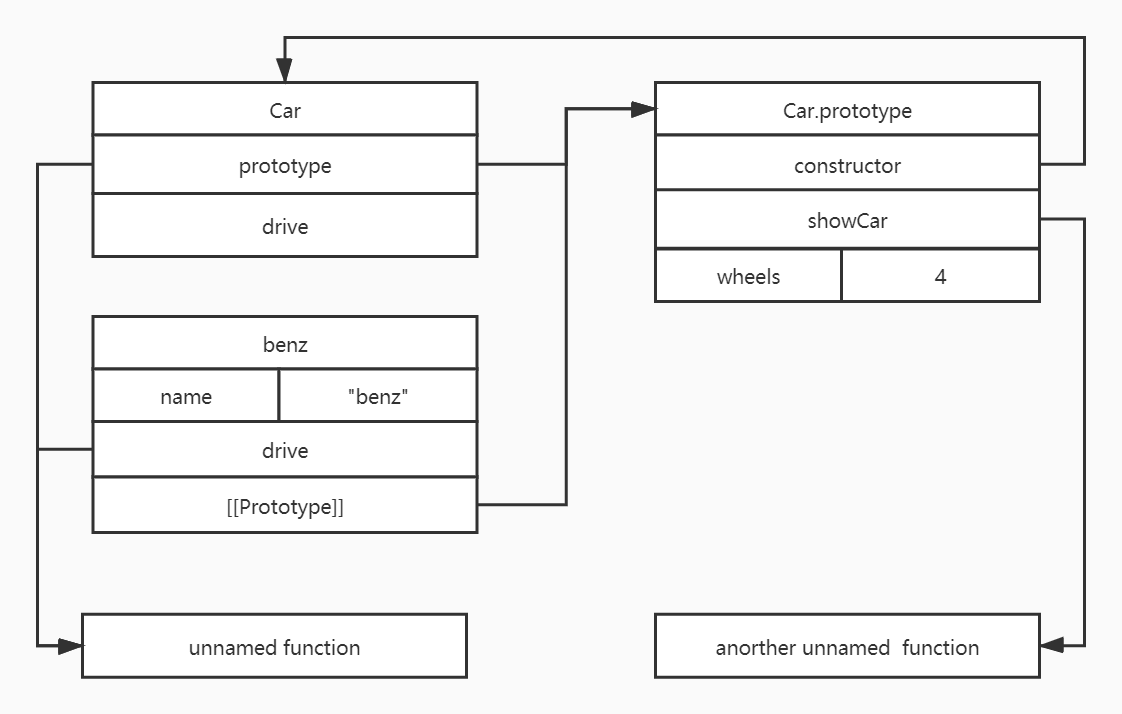 Car
prototype
drive
Car.prototype
constructor
showCar
wheels 4
benz
name "benz"
drive
[[Prototype]]
unnamed function
anorther unnamed  function